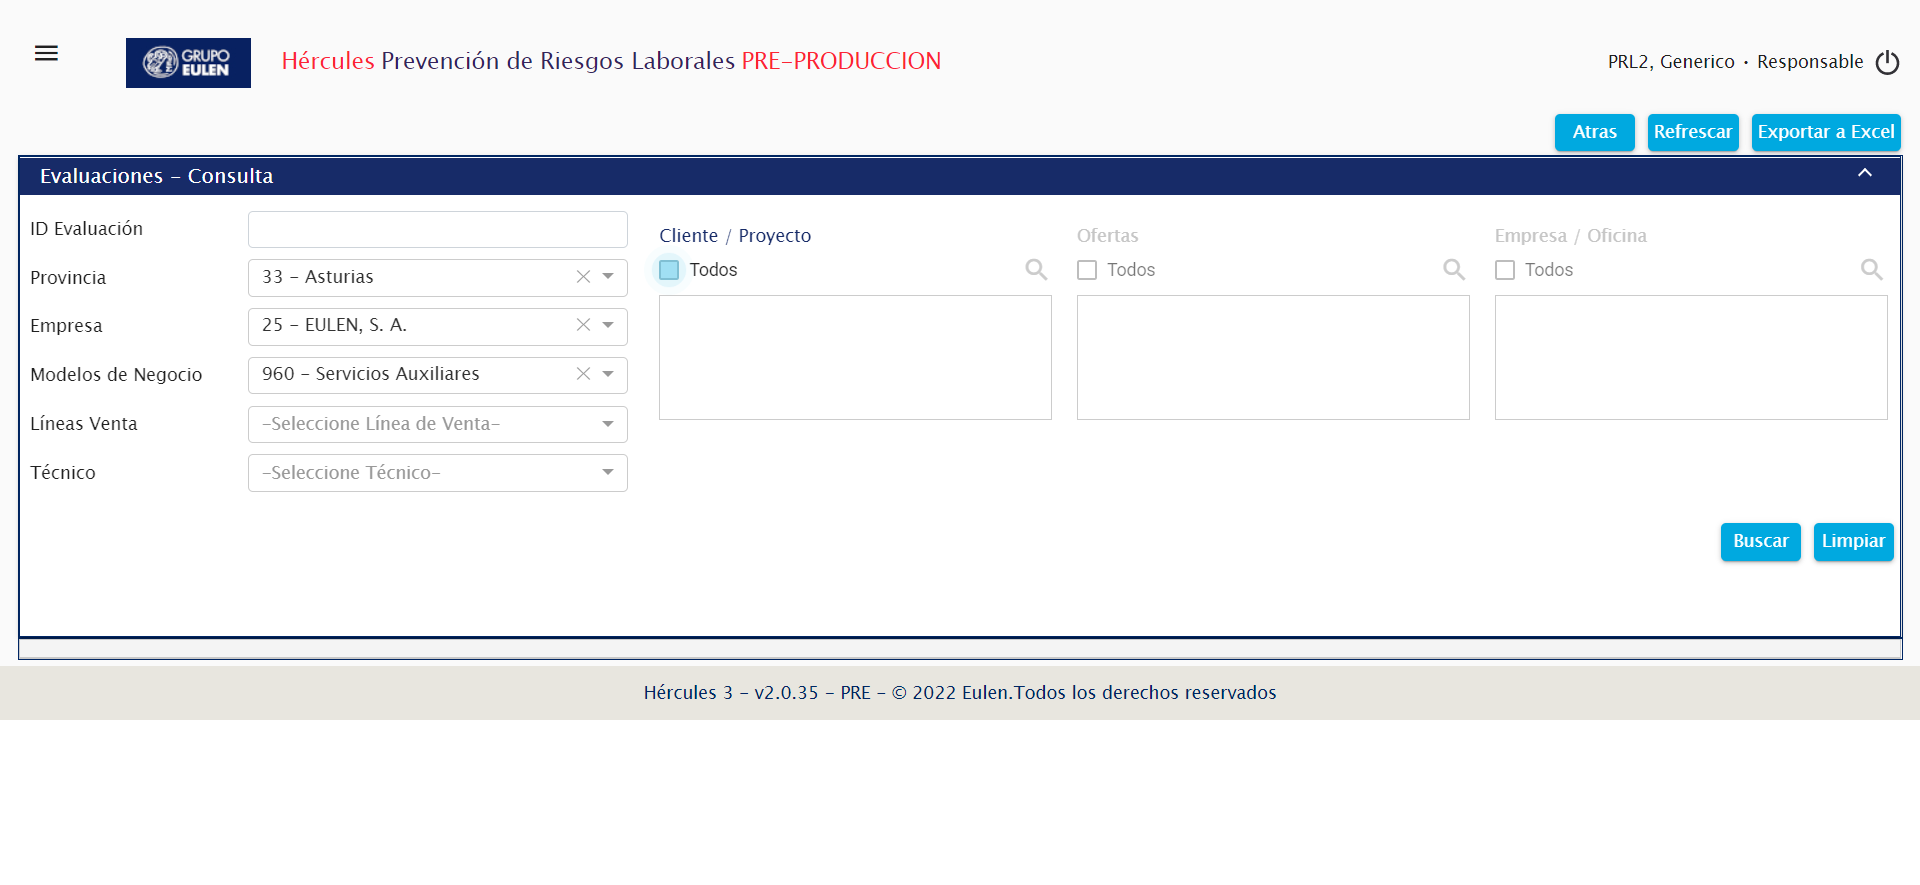 GRUPO
EULEN
Hércules Prevención de Riesgos Laborales PRE-PRODUCCION
PRL2, Generico • Responsable
Atras
Refrescar
Exportar a Excel
Evaluaciones - Consulta
ID Evaluación
Provincia
33 - Asturias
Empresa
25 - EULEN, S. A.
Modelos de Negocio
960 - Servicios Auxiliares
Líneas Venta
-Seleccione Línea de Venta-
Técnico
-Seleccione Técnico-
Cliente / Proyecto
Todos
Ofertas
Todos
Empresa / Oficina
Todos
Buscar
Limpiar
Hércules 3 - v2.0.35 - PRE - © 2022 Eulen.Todos los derechos reservados